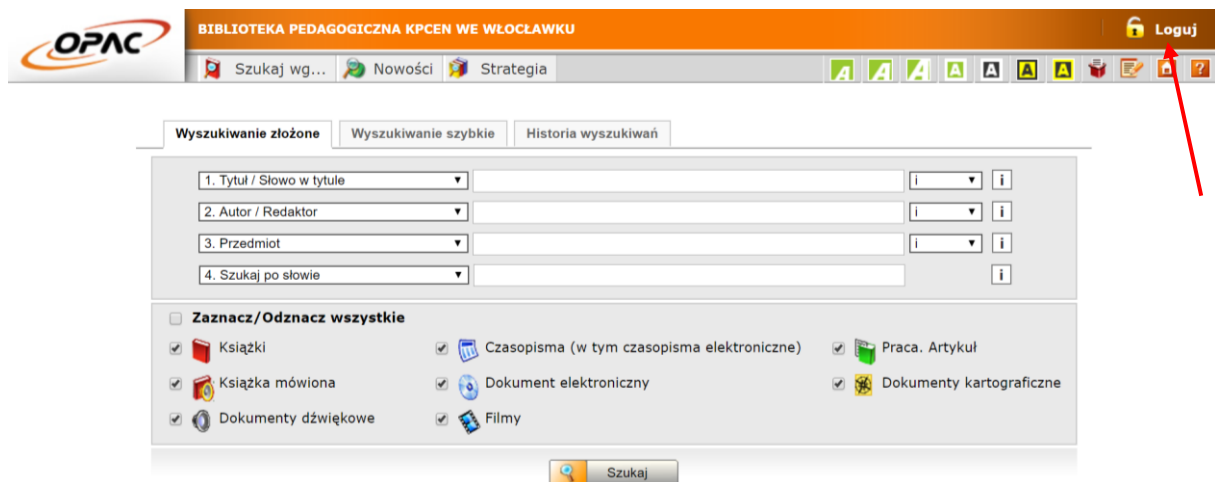 OPAC
BIBLIOTEKA PEDAGOGICZNA KPCEN WE WŁOCŁAWKU
Loguj
Szukaj wg... Nowości Strategia
A A A A A A A ?
Wyszukiwanie złożone Wyszukiwanie szybkie Historia wyszukiwań
1. Tytuł / Słowo w tytule i i
2. Autor / Redaktor i i
3. Przedmiot i i
4. Szukaj po słowie i
Zaznacz/Odznacz wszystkie
Książki Czasopisma (w tym czasopisma elektroniczne) Praca. Artykuł
Książka mówiona Dokument elektroniczny Dokumenty kartograficzne
Dokumenty dźwiękowe Filmy
Szukaj